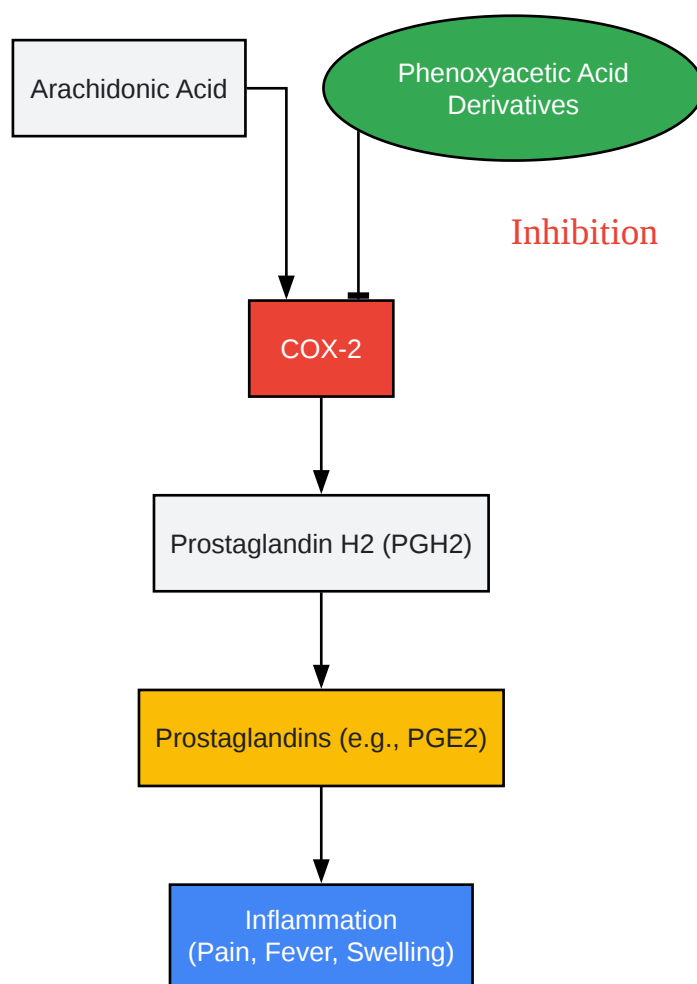 Arachidonic Acid
Phenoxyacetic Acid
Derivatives
Inhibition
COX-2
Prostaglandin H2 (PGH2)
Prostaglandins (e.g., PGE2)
Inflammation
(Pain, Fever, Swelling)